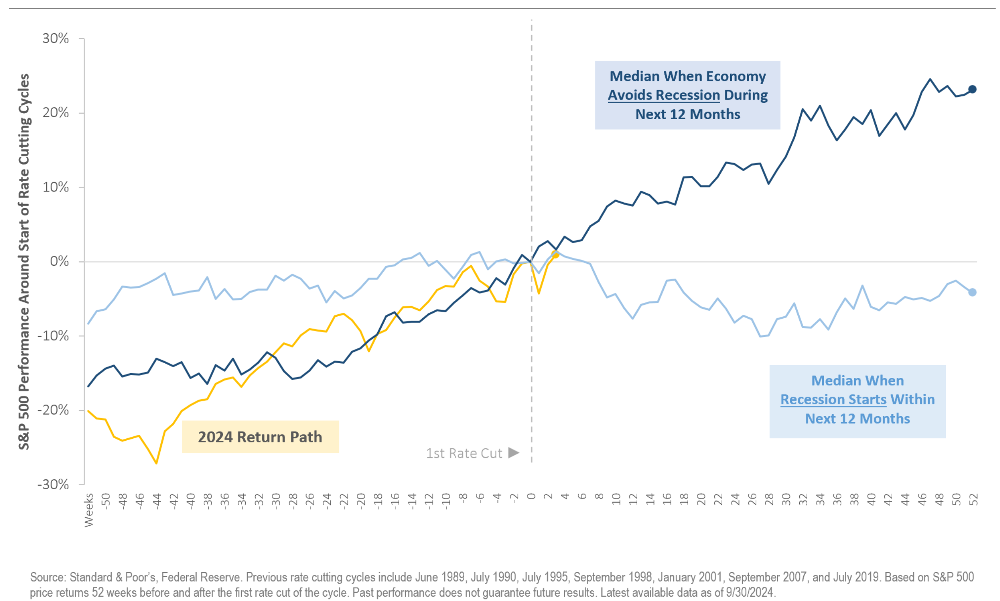 S&P 500 Performance Around Start of Rate Cutting Cycles
30%
20%
10%
0%
-10%
-20%
-30%
Median When Economy
Avoids Recession During
Next 12 Months
Median When
Recession Starts Within
Next 12 Months
2024 Return Path
1st Rate Cut ▶
Weeks -50 -48 -46 -44 -42 -40 -38 -36 -34 -32 -30 -28 -26 -24 -22 -20 -18 -16 -14 -12 -10 -8 -6 -4 -2 0 2 4 6 8 10 12 14 16 18 20 22 24 26 28 30 32 34 36 38 40 42 44 46 48 50 52
Source: Standard & Poor’s, Federal Reserve. Previous rate cutting cycles include June 1989, July 1990, July 1995, September 1998, January 2001, September 2007, and July 2019. Based on S&P 500
price returns 52 weeks before and after the first rate cut of the cycle. Past performance does not guarantee future results. Latest available data as of 9/30/2024.